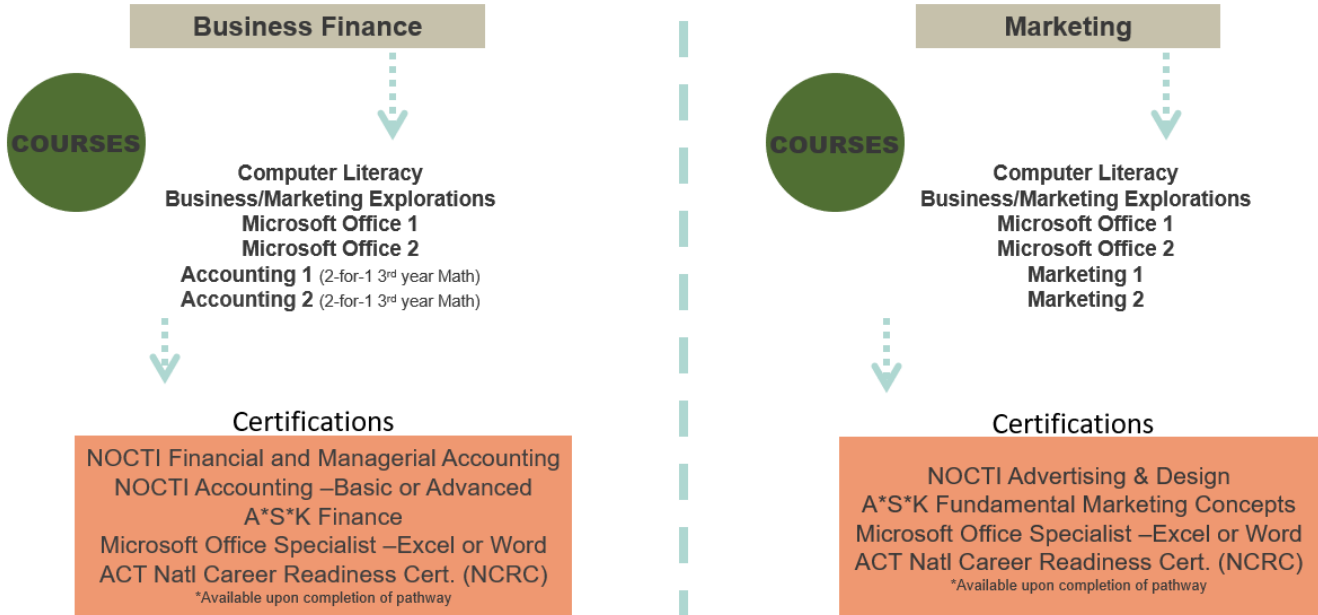 Business Finance
COURSES
Computer Literacy
Business/Marketing Explorations
Microsoft Office 1
Microsoft Office 2
Accounting 1 (2-for-1 3rd year Math)
Accounting 2 (2-for-1 3rd year Math)
Certifications
NOCTI Financial and Managerial Accounting
NOCTI Accounting –Basic or Advanced
A*S*K Finance
Microsoft Office Specialist –Excel or Word
ACT Natl Career Readiness Cert. (NCRC)
*Available upon completion of pathway
Marketing
COURSES
Computer Literacy
Business/Marketing Explorations
Microsoft Office 1
Microsoft Office 2
Marketing 1
Marketing 2
Certifications
NOCTI Advertising & Design
A*S*K Fundamental Marketing Concepts
Microsoft Office Specialist –Excel or Word
ACT Natl Career Readiness Cert. (NCRC)
*Available upon completion of pathway